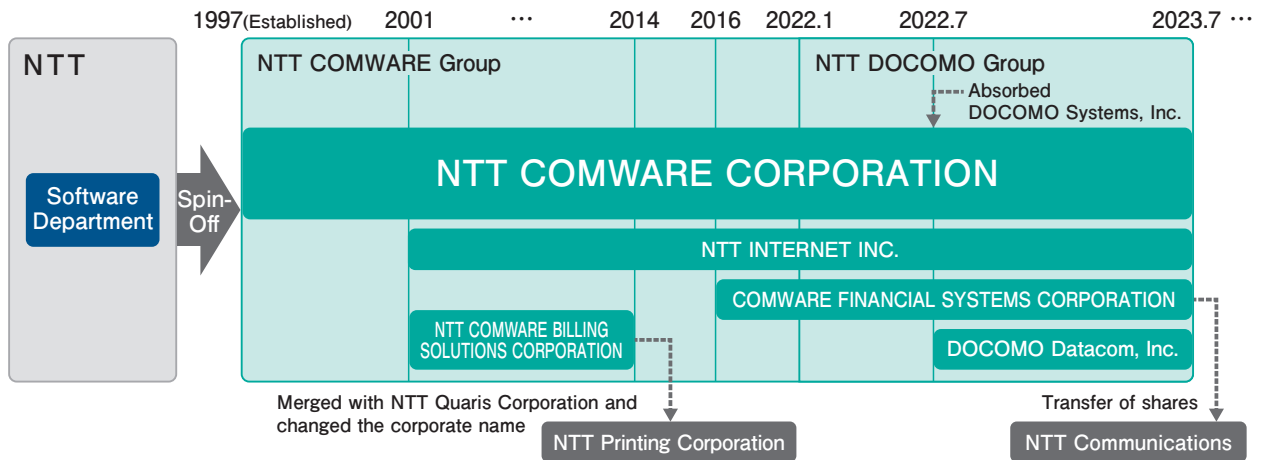 1997(Established) 2001 ··· 2014 2016 2022.1 2022.7 2023.7 ···
NTT
Software
Department
Spin-
Off
NTT COMWARE Group
NTT DOCOMO Group
Absorbed
DOCOMO Systems, Inc.
NTT COMWARE CORPORATION
NTT INTERNET INC.
COMWARE FINANCIAL SYSTEMS CORPORATION
NTT COMWARE BILLING
SOLUTIONS CORPORATION
DOCOMO Datacom, Inc.
Merged with NTT Quaris Corporation and
changed the corporate name
NTT Printing Corporation
Transfer of shares
NTT Communications